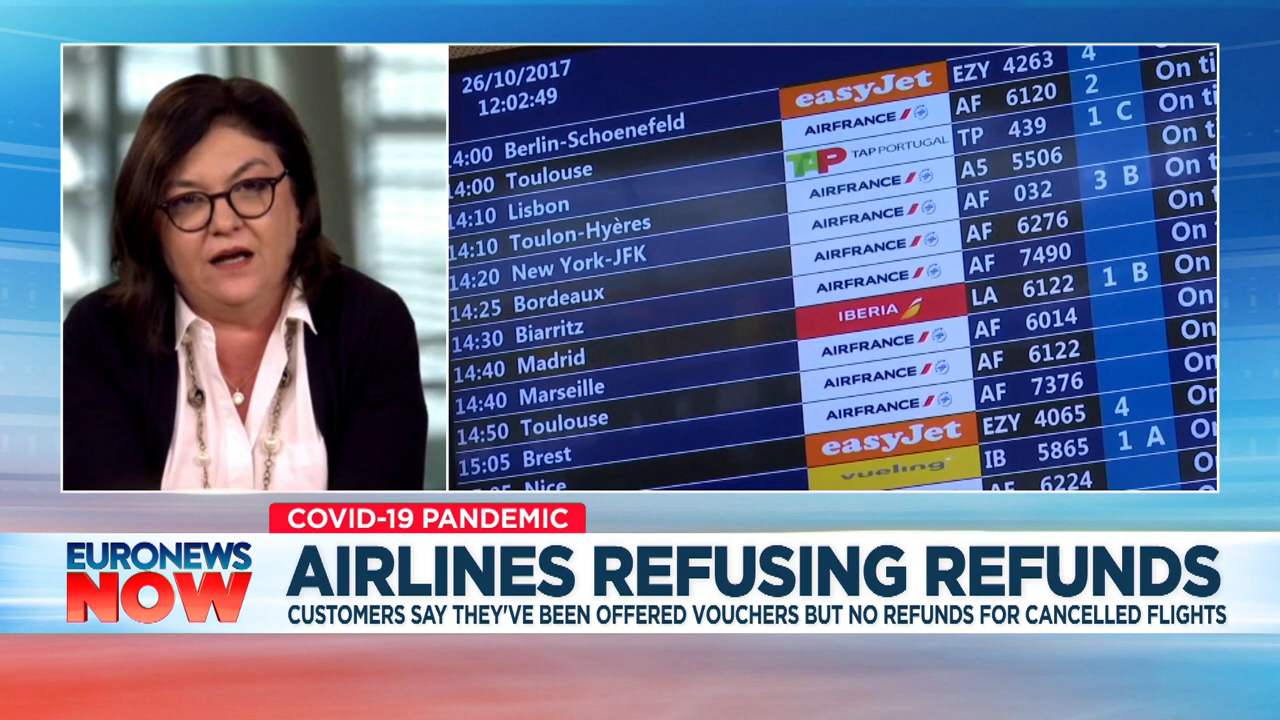 26/10/2017
12:02:49
4:00 Berlin-Schoenefeld easyJet EZY 4263 4
14:00 Toulouse AIRFRANCE AF 6120 2 On ti
14:10 Lisbon TAP TAPPORTUGAL TP 439 1 C On ti
14:10 Toulon-Hyères AIRFRANCE A5 5506 On ti
14:20 New York-JFK AIRFRANCE AF 032 3 B On t
14:25 Bordeaux AIRFRANCE AF 6276 On
14:30 Biarritz AIRFRANCE AF 7490 On
14:40 Madrid IBERIA LA 6122 1 B On
14:40 Marseille AIRFRANCE AF 6014 On
14:50 Toulouse AIRFRANCE AF 6122 On
15:05 Brest AIRFRANCE AF 7376 On
Nice easyJet EZY 4065 4 On
vueling IB 5865 1 A O
AF 6224 O
COVID-19 PANDEMIC
EURONEWS
NOW
AIRLINES REFUSING REFUNDS
CUSTOMERS SAY THEY'VE BEEN OFFERED VOUCHERS BUT NO REFUNDS FOR CANCELLED FLIGHTS